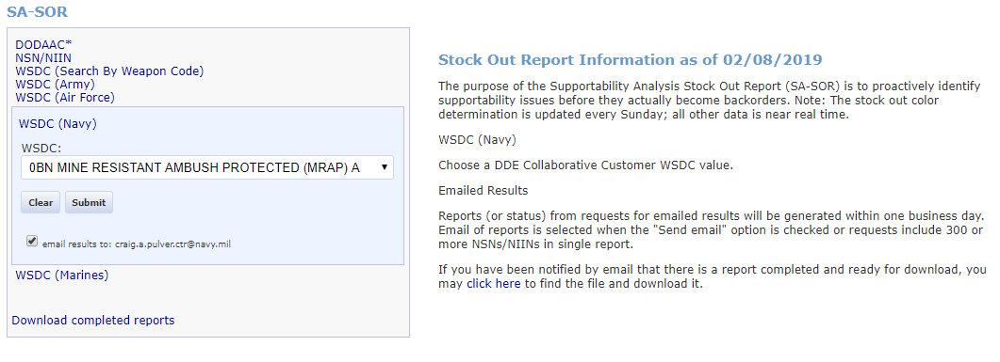 SA-SOR
DODAAC*
NSN/NIIN
WSDC (Search By Weapon Code)
WSDC (Army)
WSDC (Air Force)
WSDC (Navy)
WSDC:
0BN MINE RESISTANT AMBUSH PROTECTED (MRAP) A
Clear Submit
email results to: craig.a.pulver.ctr@navy.mil
WSDC (Marines)
Download completed reports
Stock Out Report Information as of 02/08/2019
The purpose of the Supportability Analysis Stock Out Report (SA-SOR) is to proactively identify
supportability issues before they actually become backorders. Note: The stock out color
determination is updated every Sunday; all other data is near real time.
WSDC (Navy)
Choose a DDE Collaborative Customer WSDC value.
Emailed Results
Reports (or status) from requests for emailed results will be generated within one business day.
Email of reports is selected when the "Send email" option is checked or requests include 300 or
more NSNs/NIINs in single report.
If you have been notified by email that there is a report completed and ready for download, you
may click here to find the file and download it.